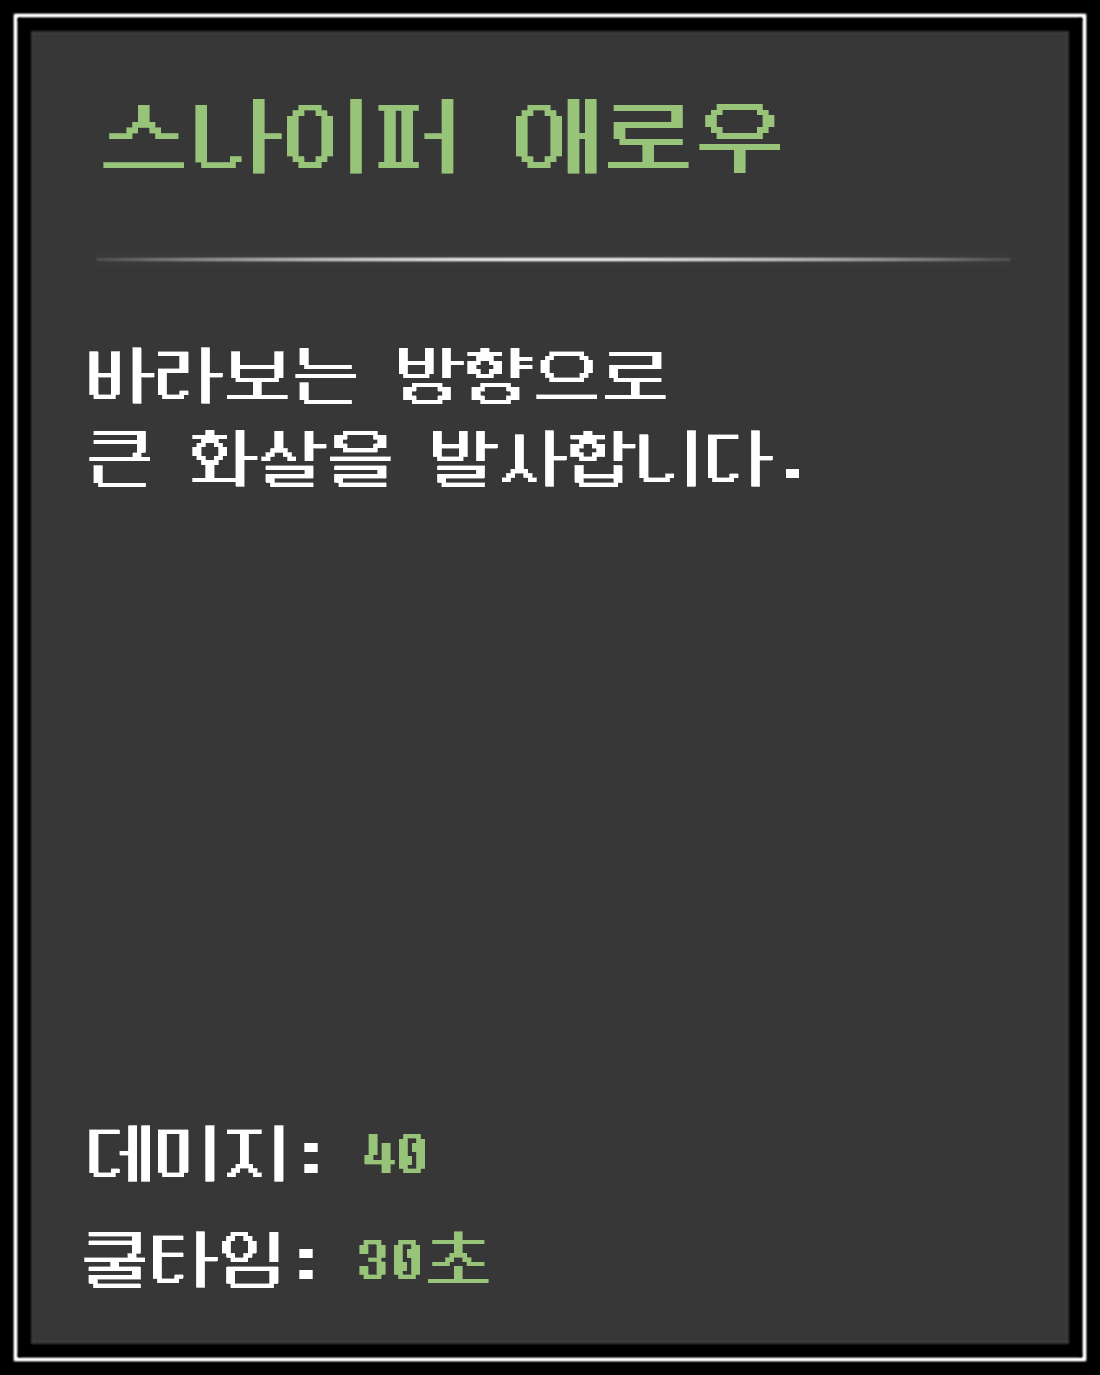 스나이퍼 애로우
바라보는 방향으로
큰 화살을 발사합니다.
데미지: 40
쿨타임: 30초